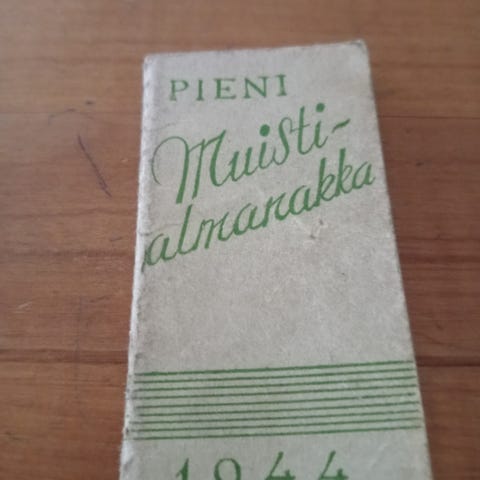 PIENI
Muisti-
almanakka
1944